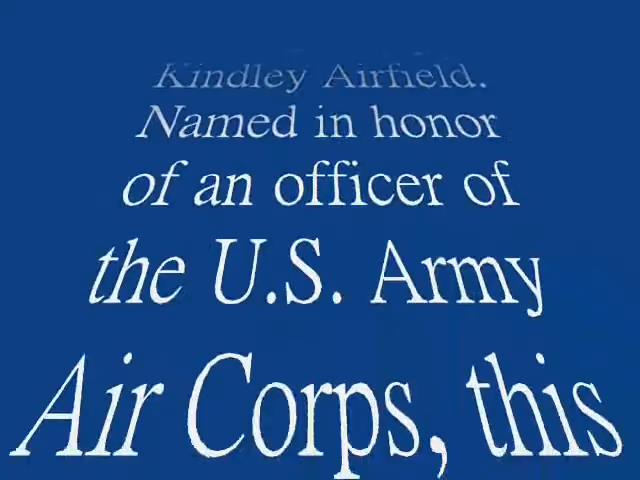 Kindley Airfield.
Named in honor
of an officer of
the U.S. Army
Air Corps, this